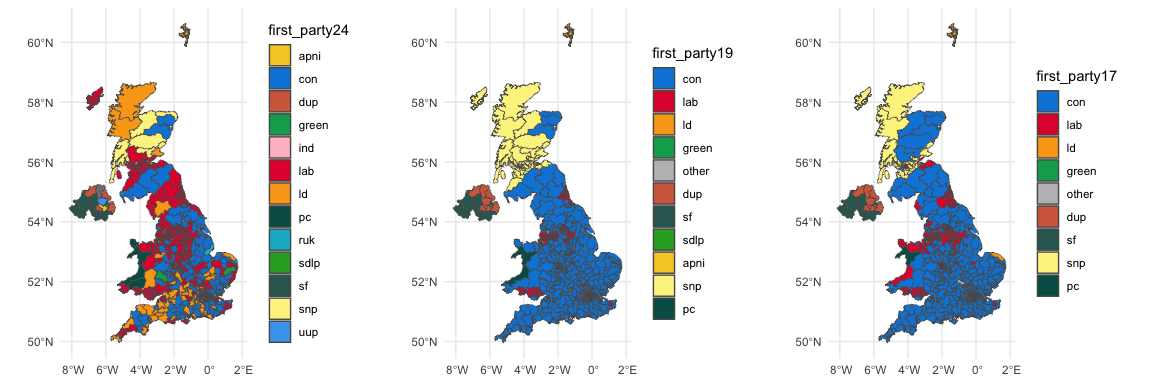 first_party24
60°N
58°N
56°N
54°N
52°N
50°N
8°W 6°W 4°W 2°W 0° 2°E
apni
con
dup
green
ind
lab
ld
pc
ruk
sdlp
sf
snp
uup
first_party19
60°N
58°N
56°N
54°N
52°N
50°N
8°W 6°W 4°W 2°W 0° 2°E
con
lab
ld
green
other
dup
sf
sdlp
apni
snp
pc
first_party17
60°N
58°N
56°N
54°N
52°N
50°N
8°W 6°W 4°W 2°W 0° 2°E
con
lab
ld
green
other
dup
sf
snp
pc